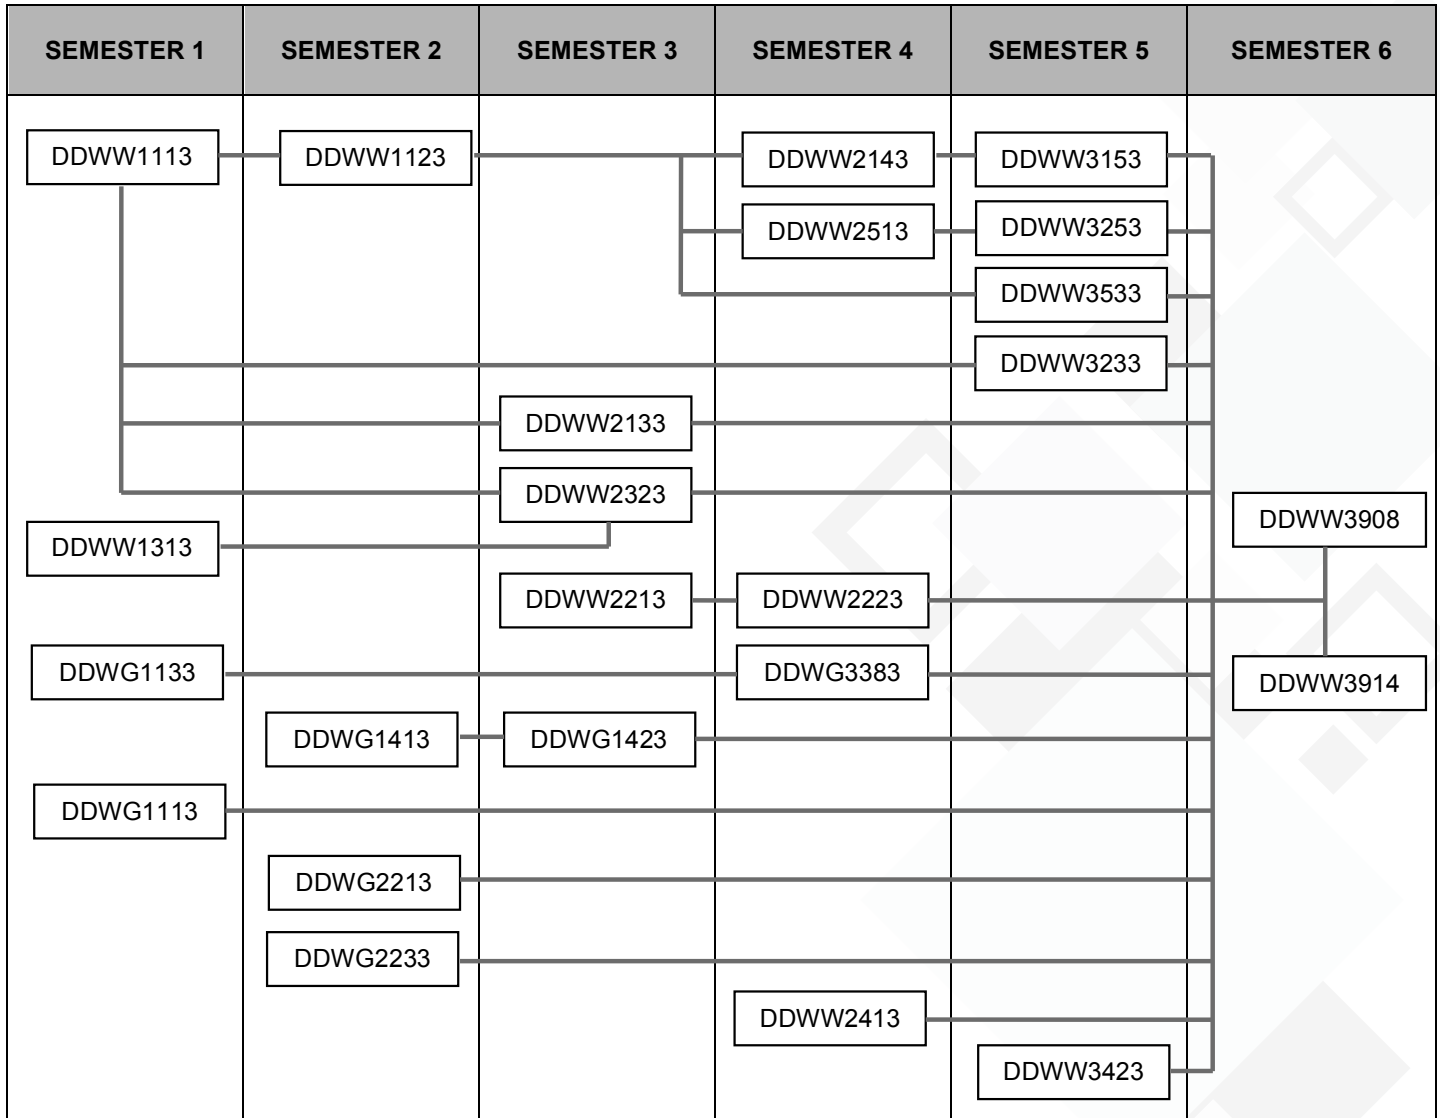 SEMESTER 1 SEMESTER 2 SEMESTER 3 SEMESTER 4 SEMESTER 5 SEMESTER 6
DDWW1113 DDWW1123 DDWW2143 DDWW3153
DDWW2513 DDWW3253
DDWW3533
DDWW3233
DDWW2133
DDWW2323
DDWW3908
DDWW1313
DDWW2213 DDWW2223
DDWG1133 DDWG3383
DDWW3914
DDWG1413 DDWG1423
DDWG1113
DDWG2213
DDWG2233
DDWW2413
DDWW3423